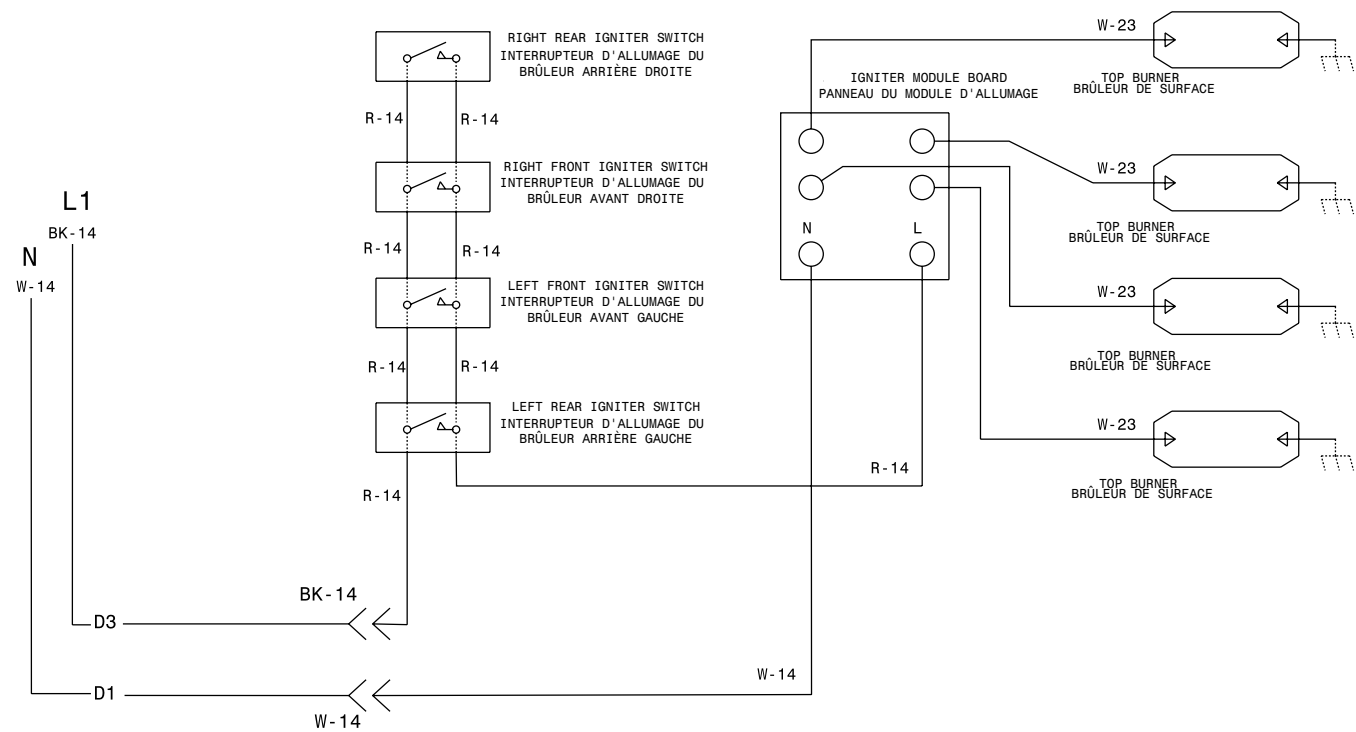 RIGHT REAR IGNITER SWITCH
INTERRUPTEUR D'ALLUMAGE DU
BRÛLEUR ARRIÈRE DROITE
R-14
R-14
RIGHT FRONT IGNITER SWITCH
INTERRUPTEUR D'ALLUMAGE DU
BRÛLEUR AVANT DROITE
R-14
R-14
LEFT FRONT IGNITER SWITCH
INTERRUPTEUR D'ALLUMAGE DU
BRÛLEUR AVANT GAUCHE
R-14
R-14
LEFT REAR IGNITER SWITCH
INTERRUPTEUR D'ALLUMAGE DU
BRÛLEUR ARRIÈRE GAUCHE
R-14
R-14
L1
BK-14
N
W-14
D3
BK-14
D1
W-14
W-14
IGNITER MODULE BOARD
PANNEAU DU MODULE D'ALLUMAGE
N
L
W-23
TOP BURNER
BRÛLEUR DE SURFACE
W-23
TOP BURNER
BRÛLEUR DE SURFACE
W-23
TOP BURNER
BRÛLEUR DE SURFACE
W-23
TOP BURNER
BRÛLEUR DE SURFACE